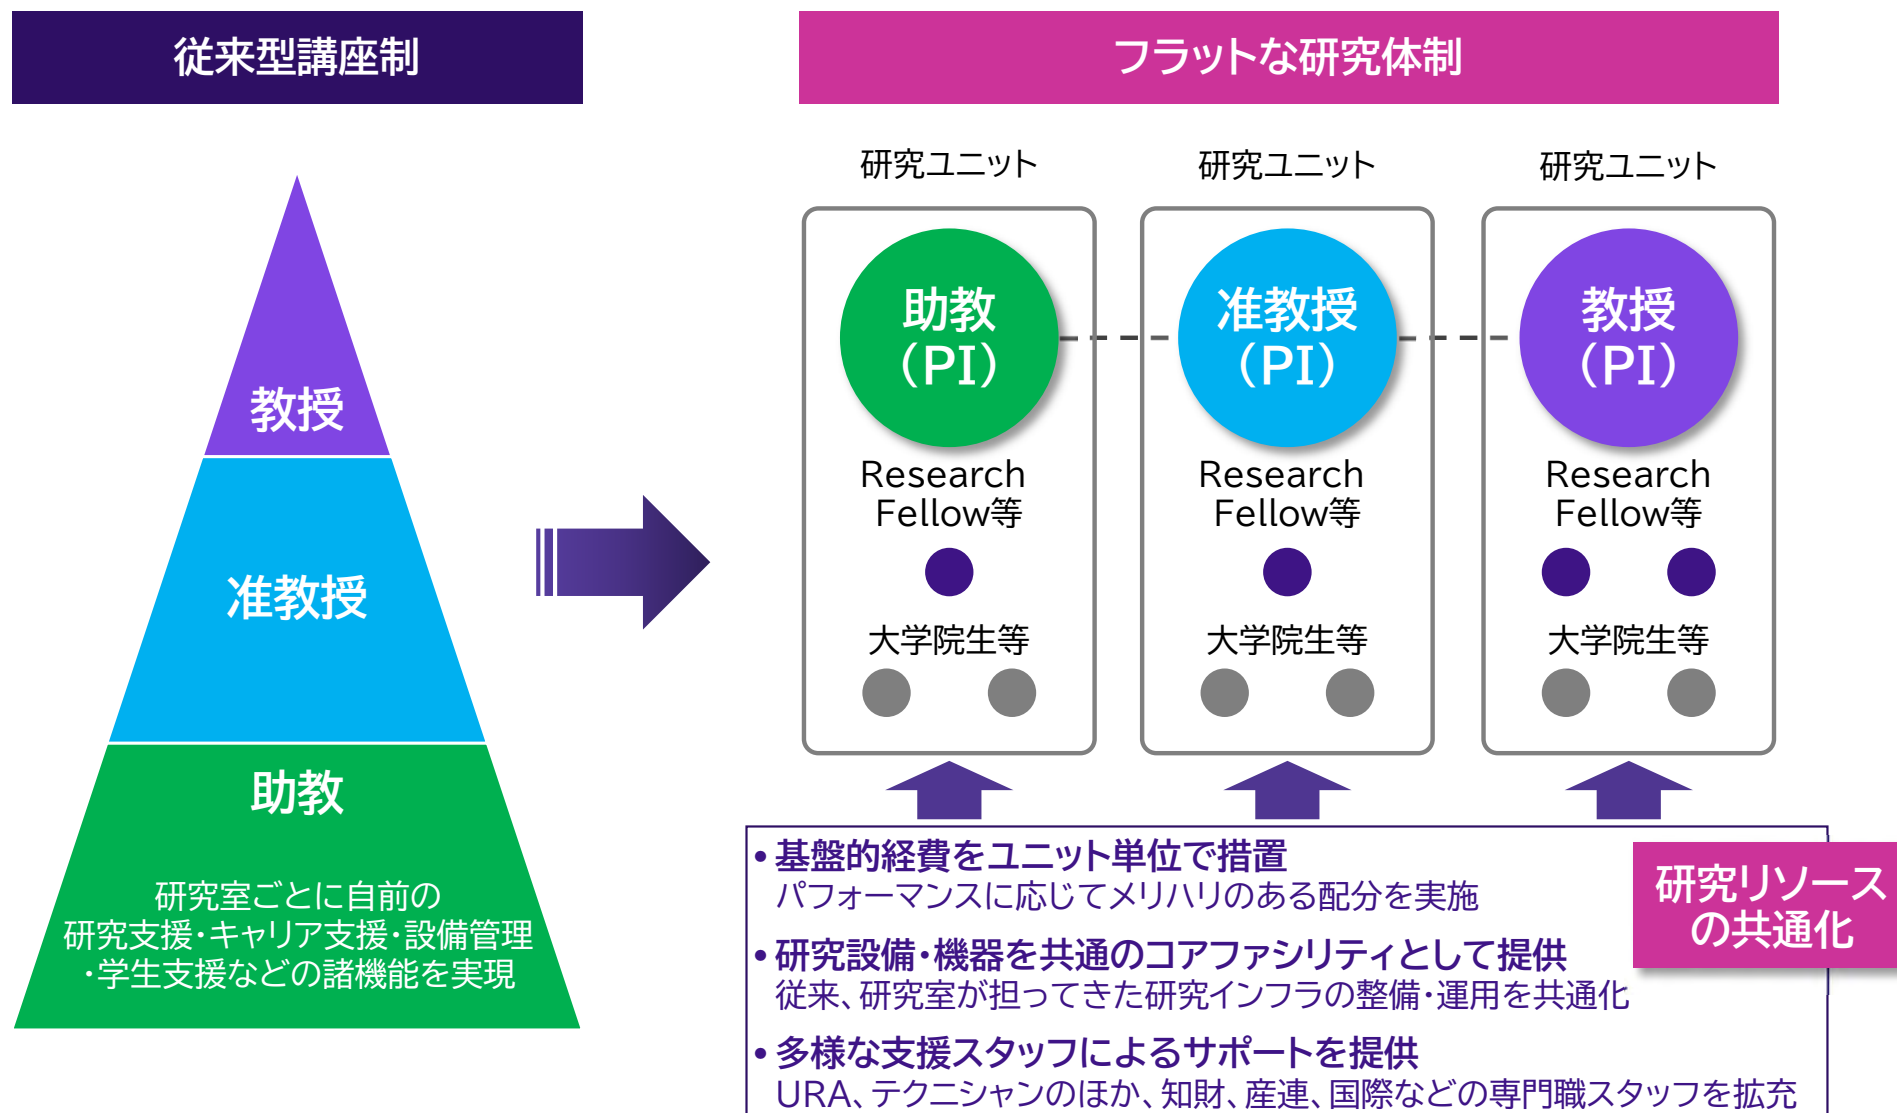 従来型講座制
フラットな研究体制
教授
准教授
助教
研究室ごとに自前の
研究支援・キャリア支援・設備管理
・学生支援などの諸機能を実現
研究ユニット
助教
(PI)
Research
Fellow等
大学院生等
研究ユニット
准教授
(PI)
Research
Fellow等
大学院生等
研究ユニット
教授
(PI)
Research
Fellow等
大学院生等
• 基盤的経費をユニット単位で措置
パフォーマンスに応じてメリハリのある配分を実施
• 研究設備・機器を共通のコアファシリティとして提供
従来、研究室が担ってきた研究インフラの整備・運用を共通化
• 多様な支援スタッフによるサポートを提供
URA、テクニシャンのほか、知財、産連、国際などの専門職スタッフを拡充
研究リソース
の共通化